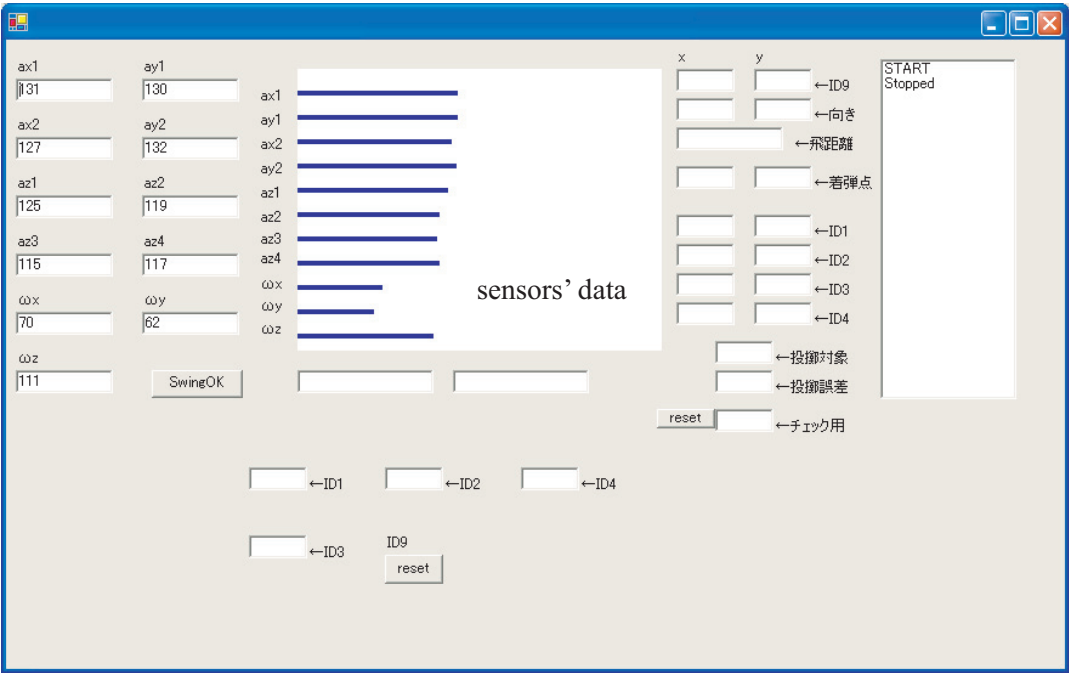 ax1 ay1
131 130
ax2 ay2
127 132
az1 az2
125 119
az3 az4
115 117
ωx ωy
70 62
ωz
111 SwingOK
ax1
ay1
ax2
ay2
az1
az2
az3
az4
ωx
ωy
ωz
sensors' data
x y
←ID9
←向き
←飛距離
←着弾点
←ID1
←ID2
←ID3
←ID4
←投擲対象
←投擲誤差
reset ←チェック用
START
Stopped
←ID1 ←ID2 ←ID4
←ID3 ID9
reset